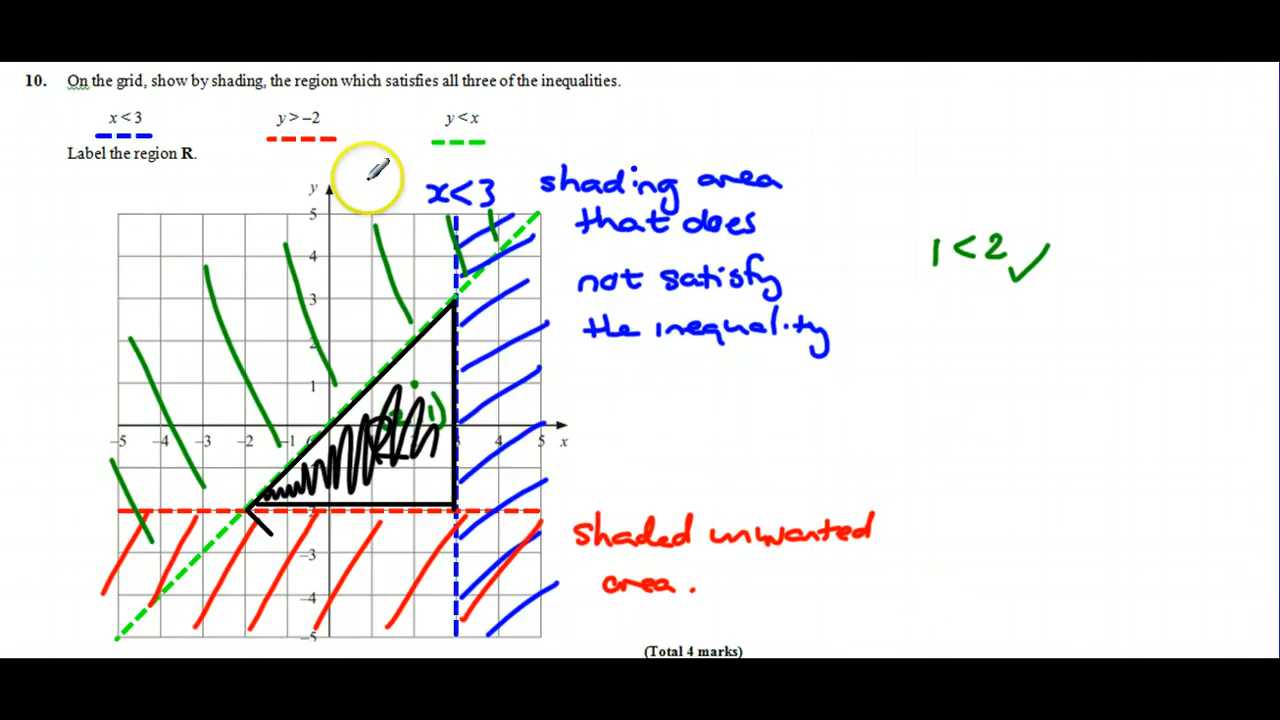 10. On the grid, show by shading, the region which satisfies all three of the inequalities.
x < 3 y > –2 y < x
Label the region R.
y
x<3
shading area
that does
not satisfy
the inequality
1<2✓
5
4
3
1
–5 –4 –3 –2 –1 4 5 x
–3
–4
–5
shaded unwanted
area.
(Total 4 marks)